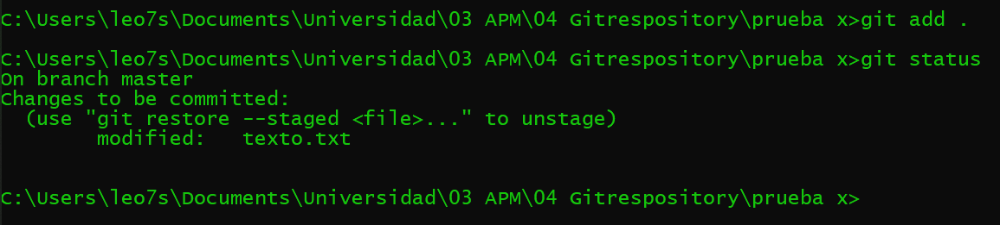 C:\Users\leo7s\Documents\Universidad\03 APM\04 Gitrespository\prueba x>git add .
C:\Users\leo7s\Documents\Universidad\03 APM\04 Gitrespository\prueba x>git status
On branch master
Changes to be committed:
  (use "git restore --staged <file>..." to unstage)
        modified:   texto.txt
C:\Users\leo7s\Documents\Universidad\03 APM\04 Gitrespository\prueba x>